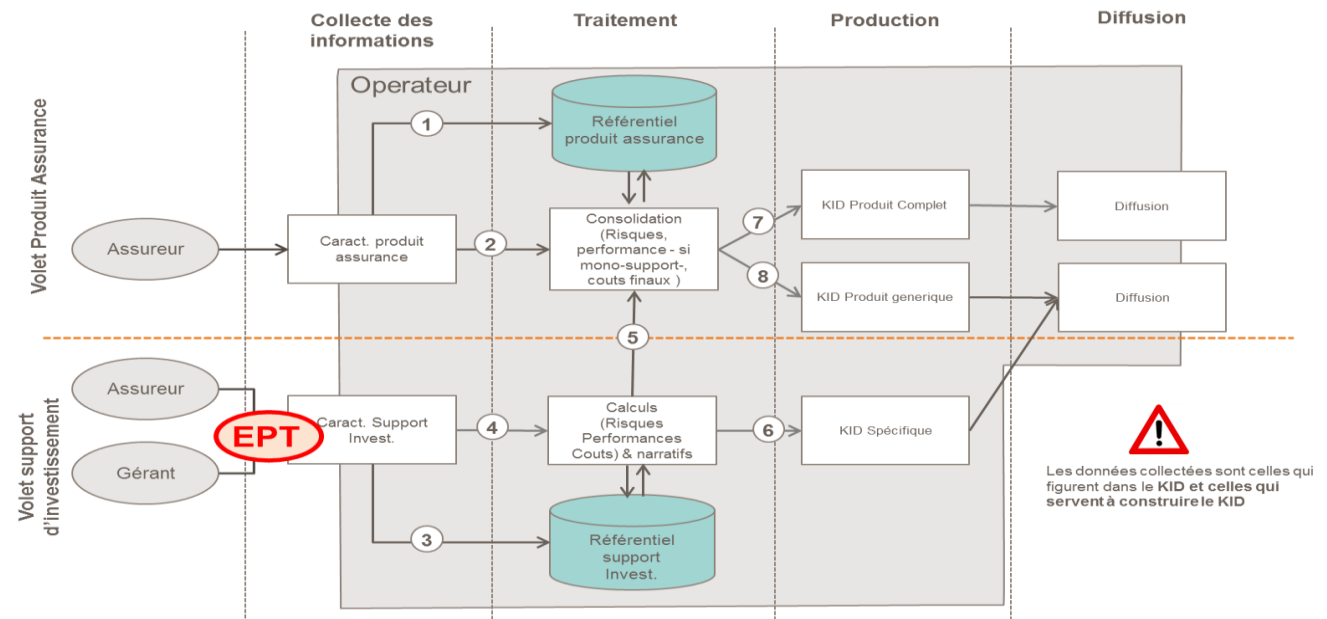 Collecte des
informations
Traitement
Production
Diffusion
Operateur
Volet Produit Assurance
1
Référentiel
produit assurance
Assureur
Caract. produit
assurance
2
Consolidation
(Risques,
performance - si
mono-support-,
couts finaux )
7
KID Produit Complet
Diffusion
8
KID Produit generique
Diffusion
5
Volet support
d'investissement
Assureur
Gérant
EPT
Caract. Support
Invest.
4
Calculs
(Risques
Performances
Couts) & narratifs
6
KID Spécifique
3
Référentiel
support
Invest.
Les données collectées sont celles qui
figurent dans le KID et celles qui
servent à construire le KID